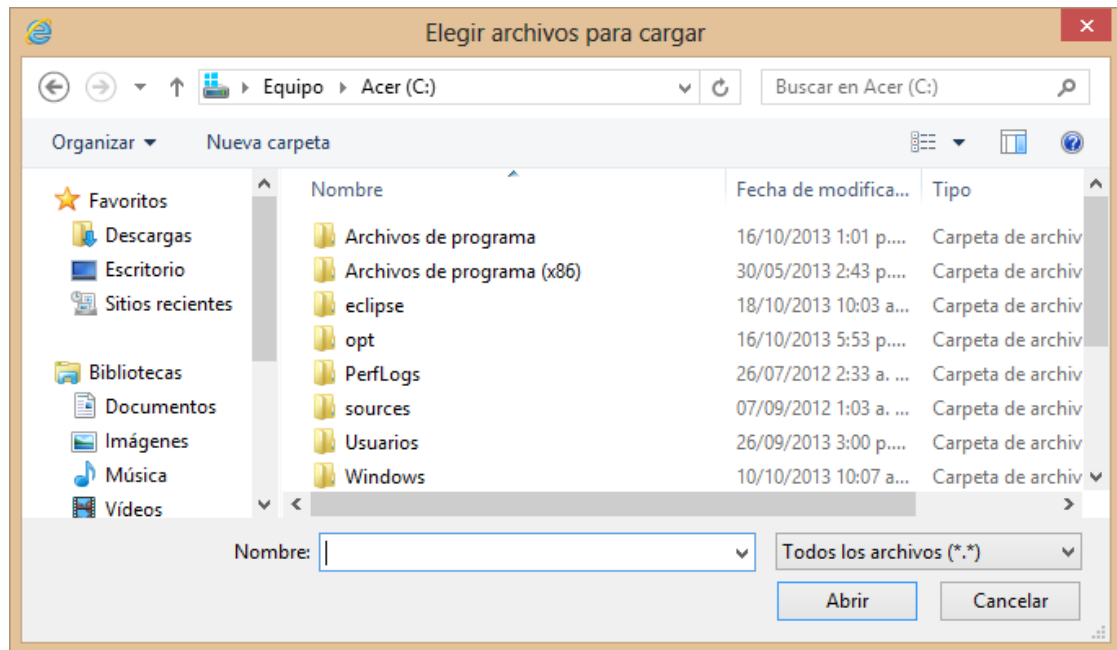 Elegir archivos para cargar
Equipo Acer (C:) Buscar en Acer (C:)
Organizar Nueva carpeta
Nombre Fecha de modifica... Tipo
Favoritos
Descargas
Escritorio
Sitios recientes
Bibliotecas
Documentos
Imágenes
Música
Vídeos
Archivos de programa 16/10/2013 1:01 p.... Carpeta de archiv
Archivos de programa (x86) 30/05/2013 2:43 p.... Carpeta de archiv
eclipse 18/10/2013 10:03 a... Carpeta de archiv
opt 16/10/2013 5:53 p.... Carpeta de archiv
PerfLogs 26/07/2012 2:33 a. ... Carpeta de archiv
sources 07/09/2012 1:03 a. ... Carpeta de archiv
Usuarios 26/09/2013 3:00 p.... Carpeta de archiv
Windows 10/10/2013 10:07 a... Carpeta de archiv
Nombre: Todos los archivos (*.*)
Abrir Cancelar